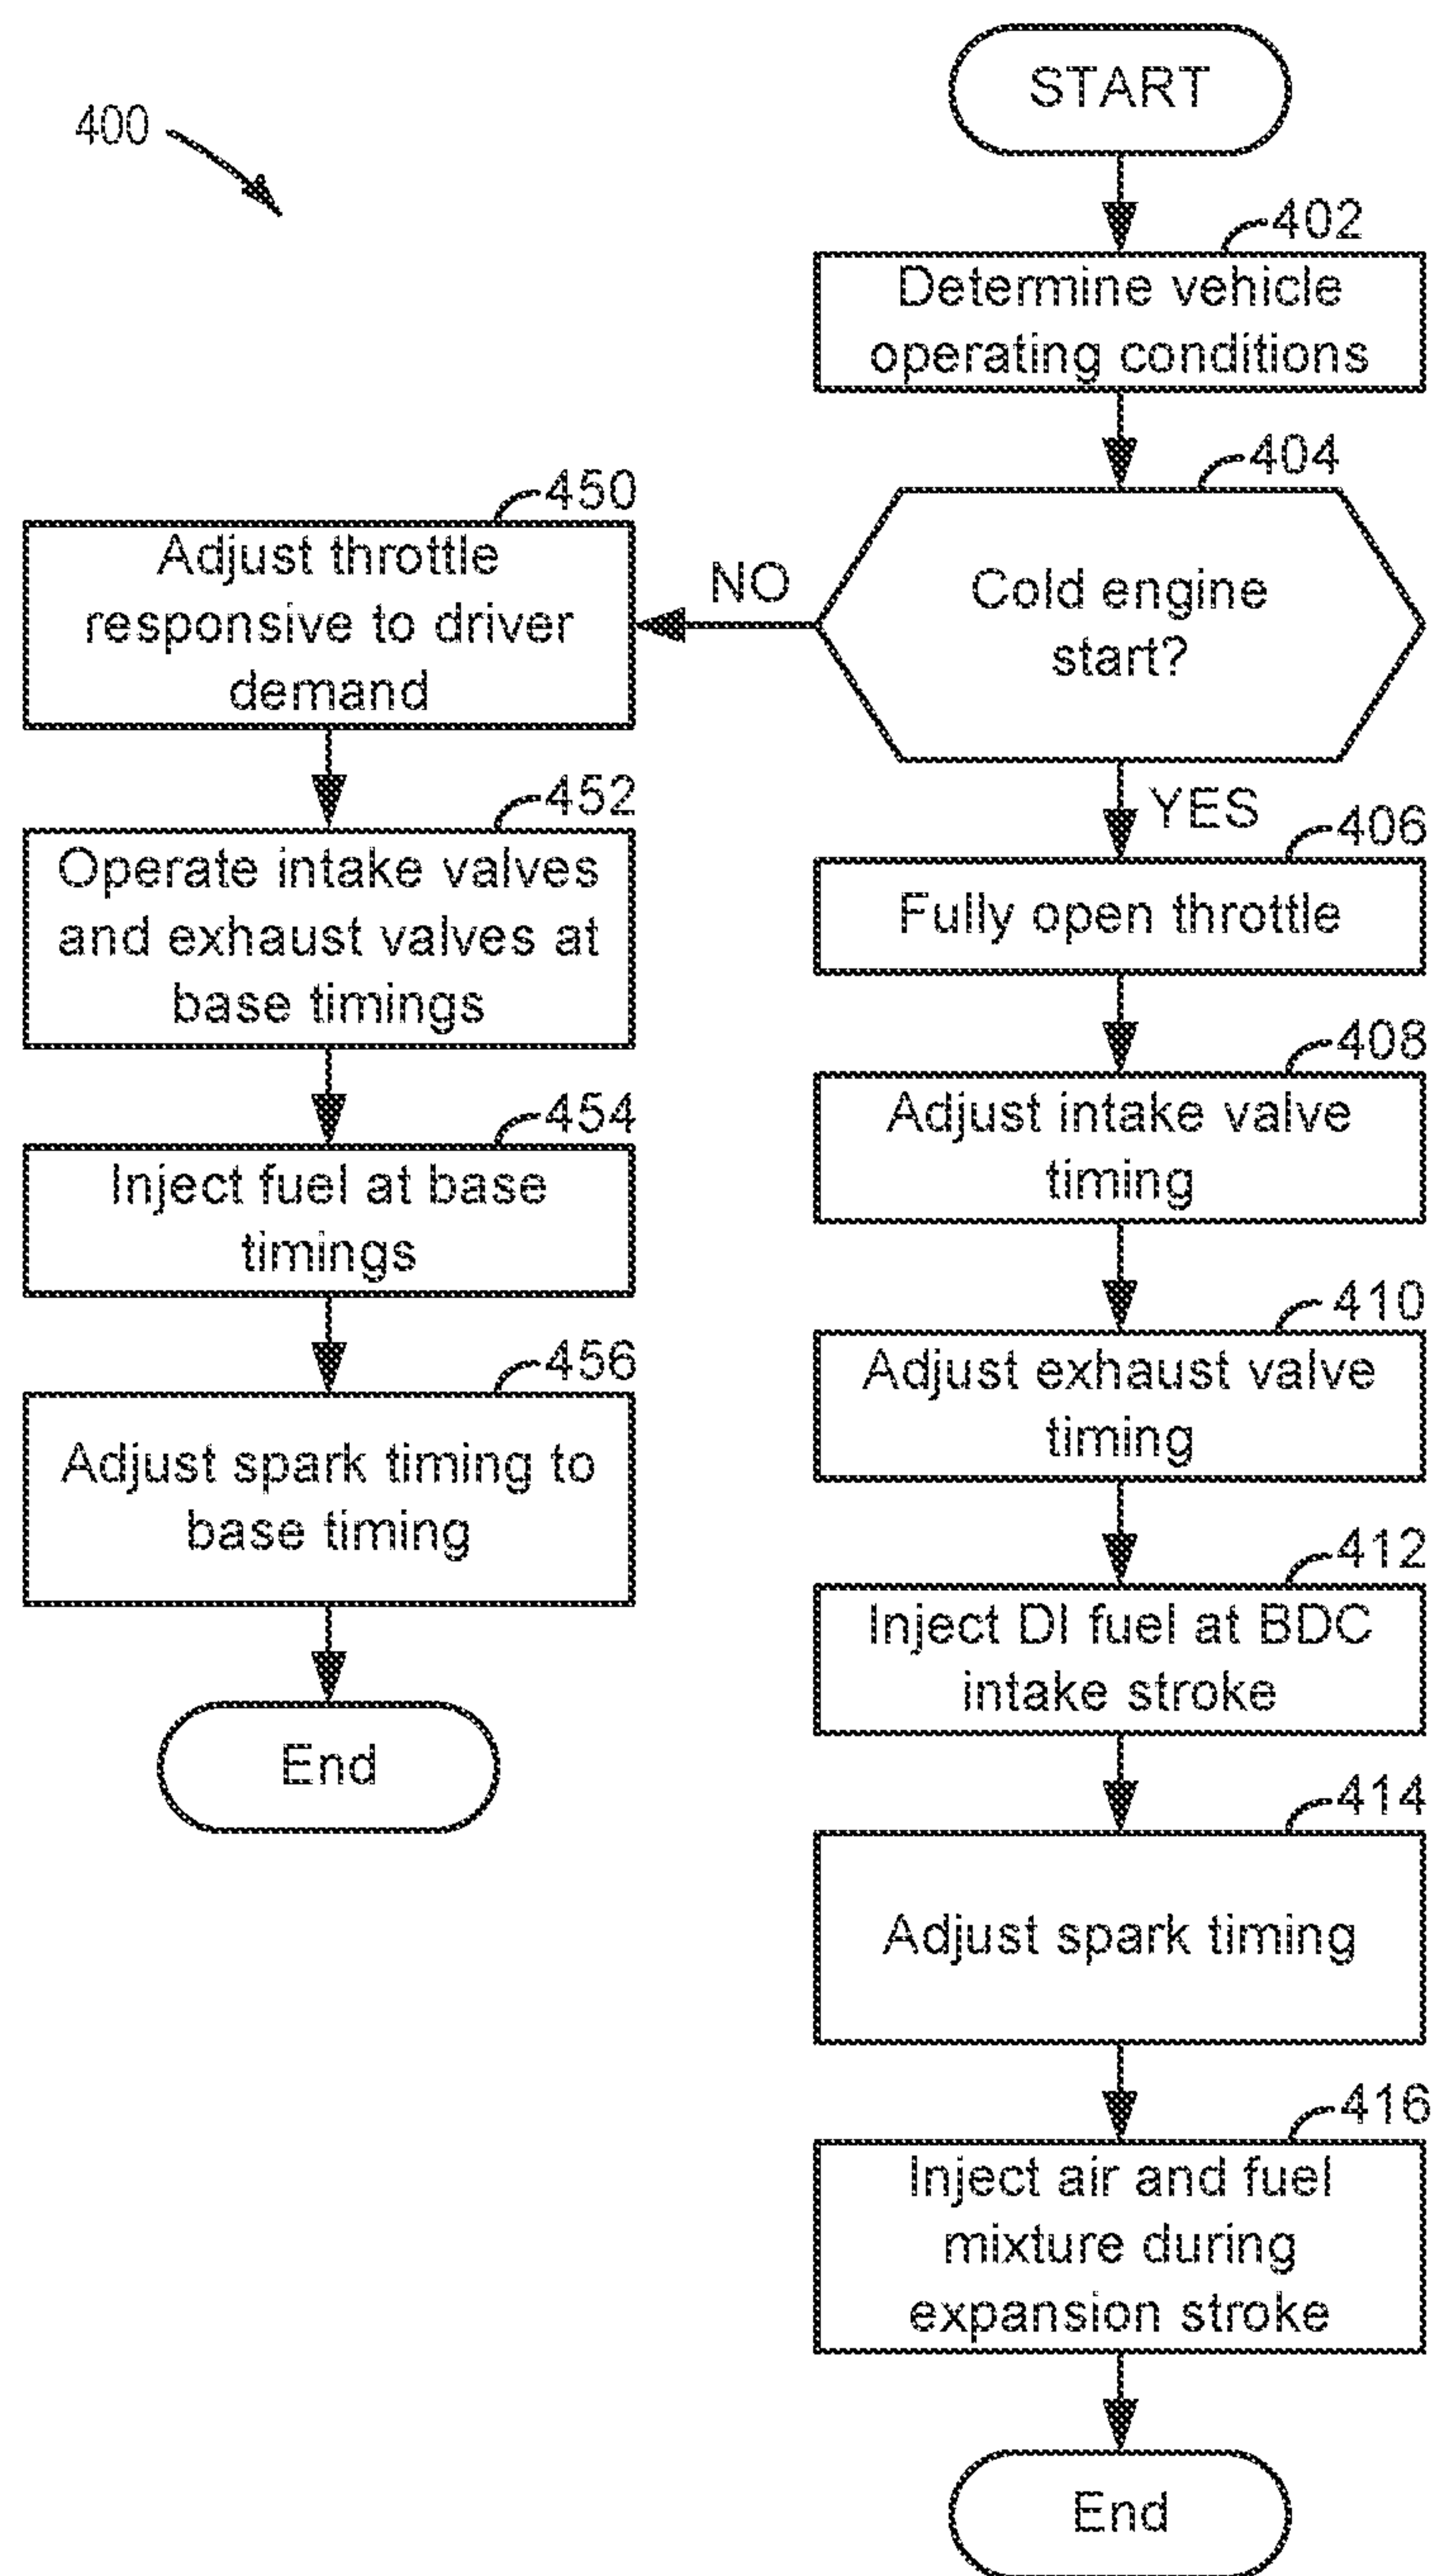 400
START
402
Determine vehicle
operating conditions
404
Cold engine
start?
NO
YES
450
Adjust throttle
responsive to driver
demand
452
Operate intake valves
and exhaust valves at
base timings
454
Inject fuel at base
timings
456
Adjust spark timing to
base timing
End
406
Fully open throttle
408
Adjust intake valve
timing
410
Adjust exhaust valve
timing
412
Inject DI fuel at BDC
intake stroke
414
Adjust spark timing
416
Inject air and fuel
mixture during
expansion stroke
End